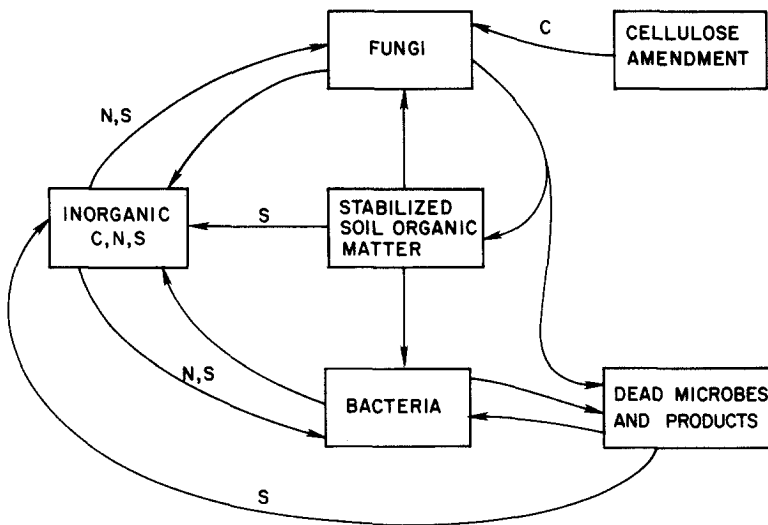 C
CELLULOSE
AMENDMENT
FUNGI
N,S
INORGANIC
C,N,S
S
STABILIZED
SOIL ORGANIC
MATTER
N,S
BACTERIA
DEAD MICROBES
AND PRODUCTS
S